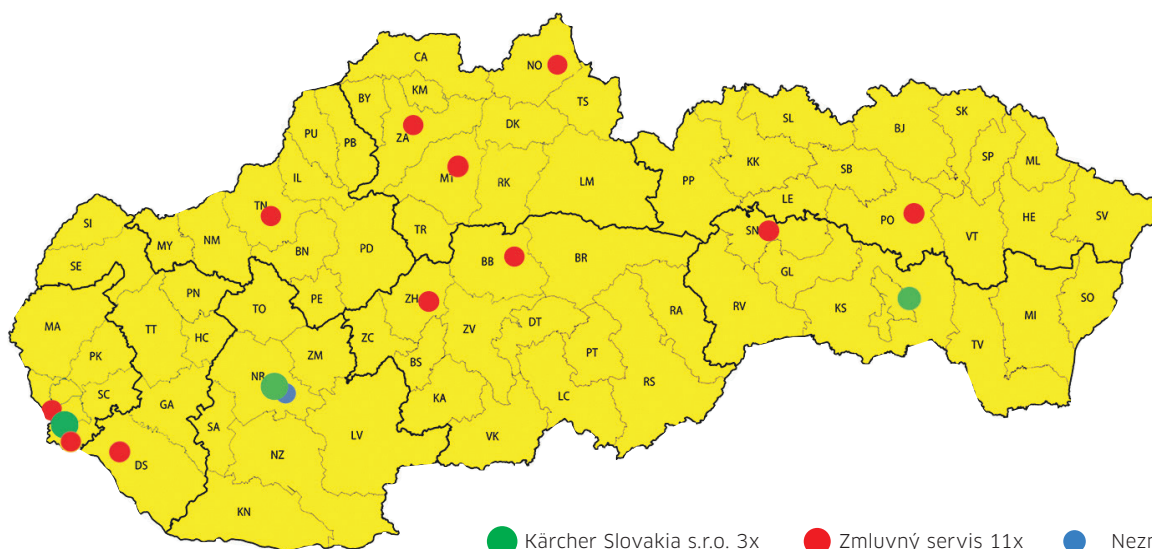 CA
NO
BY
KM
TS
PU
PB
ZA
DK
SL
BJ
SK
IL
MT
RK
LM
PP
KK
SB
SP
ML
TN
LE
SI
MY
NM
BN
PD
TR
SN
PO
VT
HE
SV
SE
BB
BR
GL
PN
PE
ZH
RV
KS
SO
MA
TT
TO
HC
ZC
ZV
DT
RA
MI
PK
ZM
BS
PT
TV
NR
SC
GA
KA
LC
RS
SA
LV
DS
NZ
VK
KN
Kärcher Slovakia s.r.o. 3x
Zmluvný servis 11x